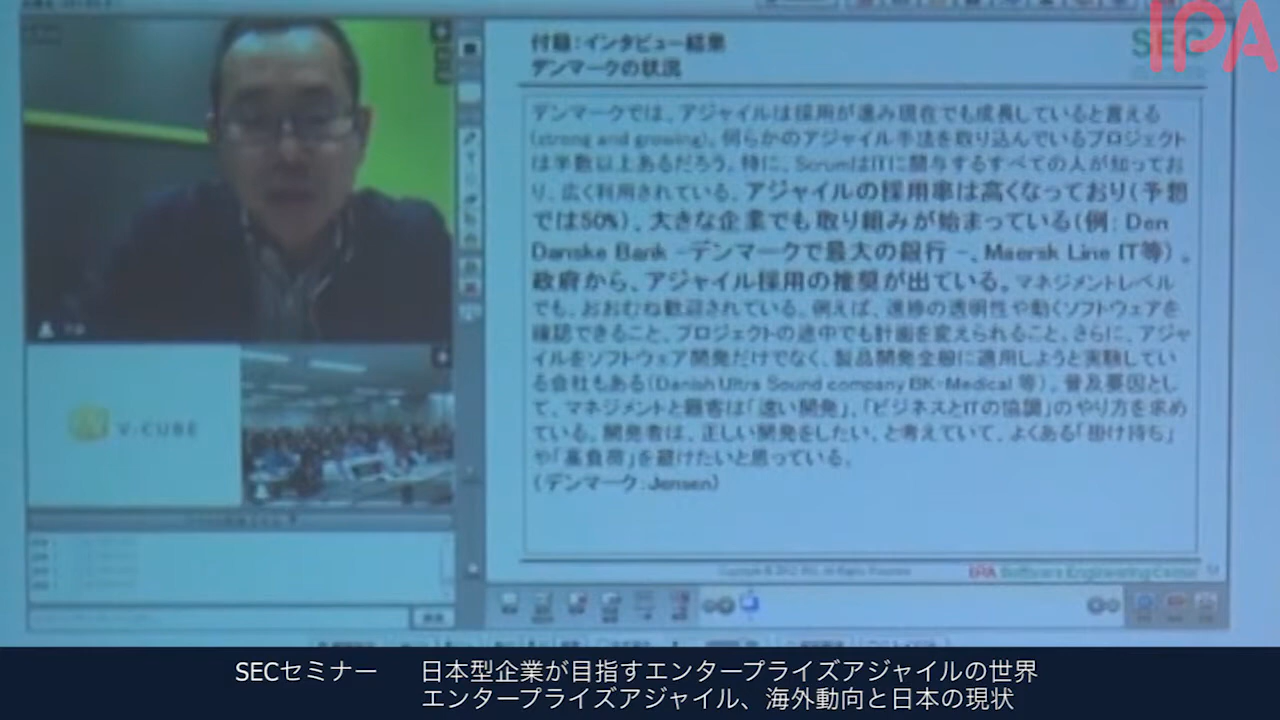 IPA
SEC
付録：インタビュー結果
デンマークの状況
デンマークでは、アジャイルは採用が進み現在でも成長していると言える
(strong and growing)。何らかのアジャイル手法を取り込んでいるプロジェクト
は半数以上あるだろう。特に、ScrumはITに関与するすべての人が知ってお
り、広く利用されている。アジャイルの採用率は高くなっており(予想
では50%)、大きな企業でも取り組みが始まっている(例: Den
Danske Bank -デンマークで最大の銀行 -、Maersk Line IT等)。
政府から、アジャイル採用の推奨が出ている。マネジメントレベル
でも、おおむね歓迎されている。例えば、進捗の透明性や動くソフトウェアを
確認できること、プロジェクトの途中でも計画を変えられること。さらに、アジャ
イルをソフトウェア開発だけでなく、製品開発全般に適用しようと実験してい
る会社もある(Danish Ultra Sound company BK-Medical 等)。普及要因とし
て、マネジメントと顧客は「速い開発」、「ビジネスとITの協調」のやり方を求め
ている。開発者は、正しい開発をしたい、と考えていて、よくある「掛け持ち」
や「高負荷」を避けたいと思っている。
(デンマーク: Jensen)
V-CUBE
IPA Software Engineering Center
SECセミナー 日本型企業が目指すエンタープライズアジャイルの世界
エンタープライズアジャイル、海外動向と日本の現状